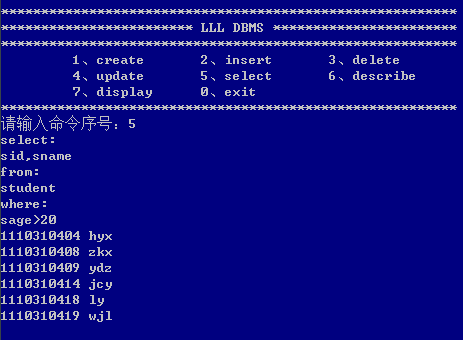 *********************************************************
************************ LLL DBMS ***********************
*********************************************************
1、create 2、insert 3、delete
4、update 5、select 6、describe
7、display 0、exit
*********************************************************
请输入命令序号：5
select:
sid,sname
from:
student
where:
sage>20
1110310404 hyx
1110310408 zkx
1110310409 ydz
1110310414 jcy
1110310418 ly
1110310419 wjl